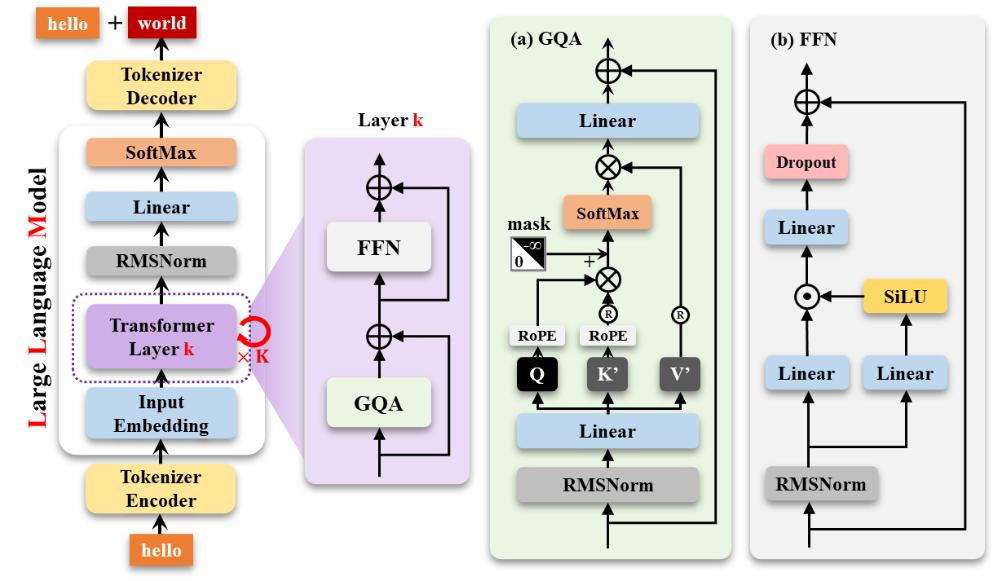 hello + world
Tokenizer
Decoder
SoftMax
Linear
RMSNorm
Transformer
Layer k
× K
Input
Embedding
Tokenizer
Encoder
hello
Large Language Model
Layer k
FFN
GQA
(a) GQA
Linear
SoftMax
mask
-∞
0
+
R
R
RoPE
RoPE
Q
K’
V’
Linear
RMSNorm
(b) FFN
Dropout
Linear
SiLU
Linear
Linear
RMSNorm